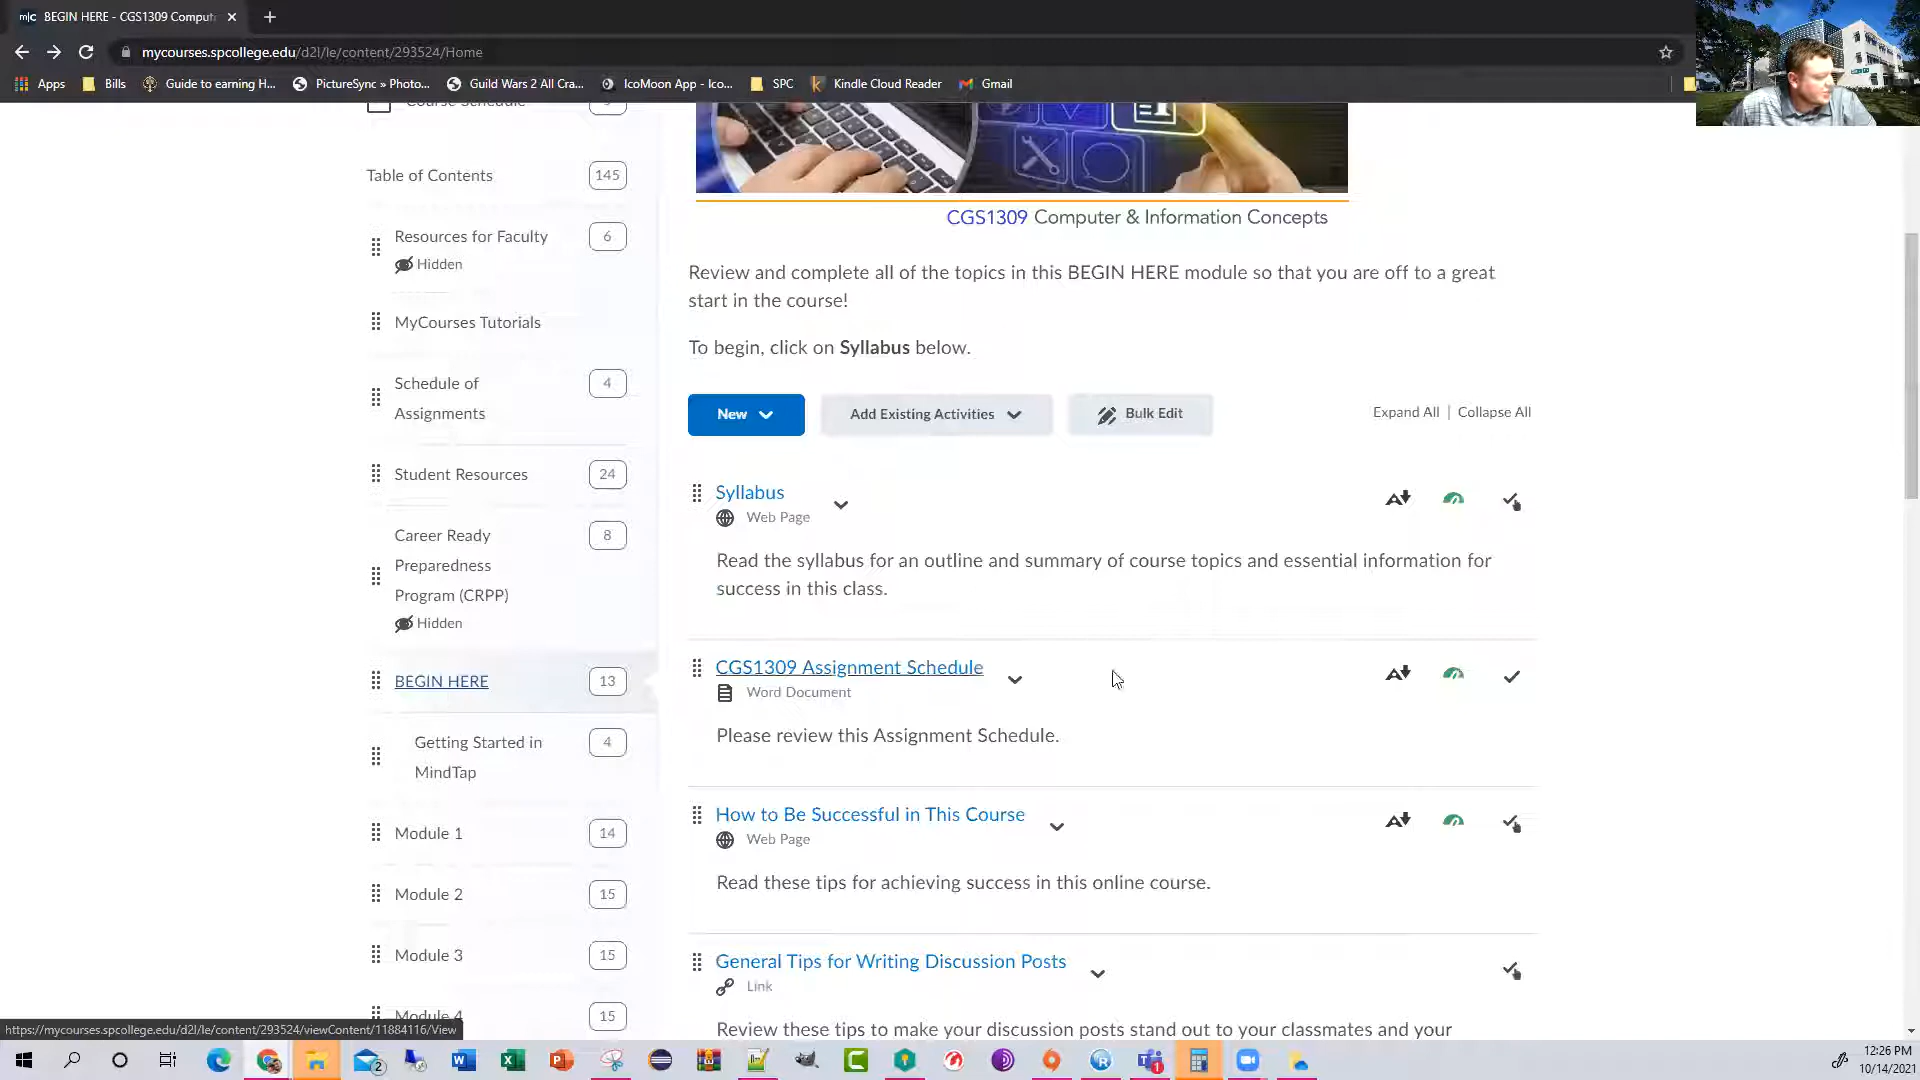 m|c BEGIN HERE - CGS1309 Comput
mycourses.spcollege.edu/d2l/le/content/293524/Home
Apps Bills Guide to earning H... PictureSync » Photo... Guild Wars 2 All Cra... IcoMoon App - Ico... SPC Kindle Cloud Reader Gmail
Course Schedule
Table of Contents 145
Resources for Faculty 6
Hidden
MyCourses Tutorials
Schedule of 4
Assignments
Student Resources 24
Career Ready 8
Preparedness
Program (CRPP)
Hidden
BEGIN HERE 13
Getting Started in 4
MindTap
Module 1 14
Module 2 15
Module 3 15
Module 4 15
CGS1309 Computer & Information Concepts
Review and complete all of the topics in this BEGIN HERE module so that you are off to a great
start in the course!
To begin, click on Syllabus below.
New Add Existing Activities Bulk Edit Expand All | Collapse All
Syllabus
Web Page
Read the syllabus for an outline and summary of course topics and essential information for
success in this class.
CGS1309 Assignment Schedule
Word Document
Please review this Assignment Schedule.
How to Be Successful in This Course
Web Page
Read these tips for achieving success in this online course.
General Tips for Writing Discussion Posts
Link
Review these tips to make your discussion posts stand out to your classmates and your
https://mycourses.spcollege.edu/d2l/le/content/293524/viewContent/11884116/View
12:26 PM
10/14/2021